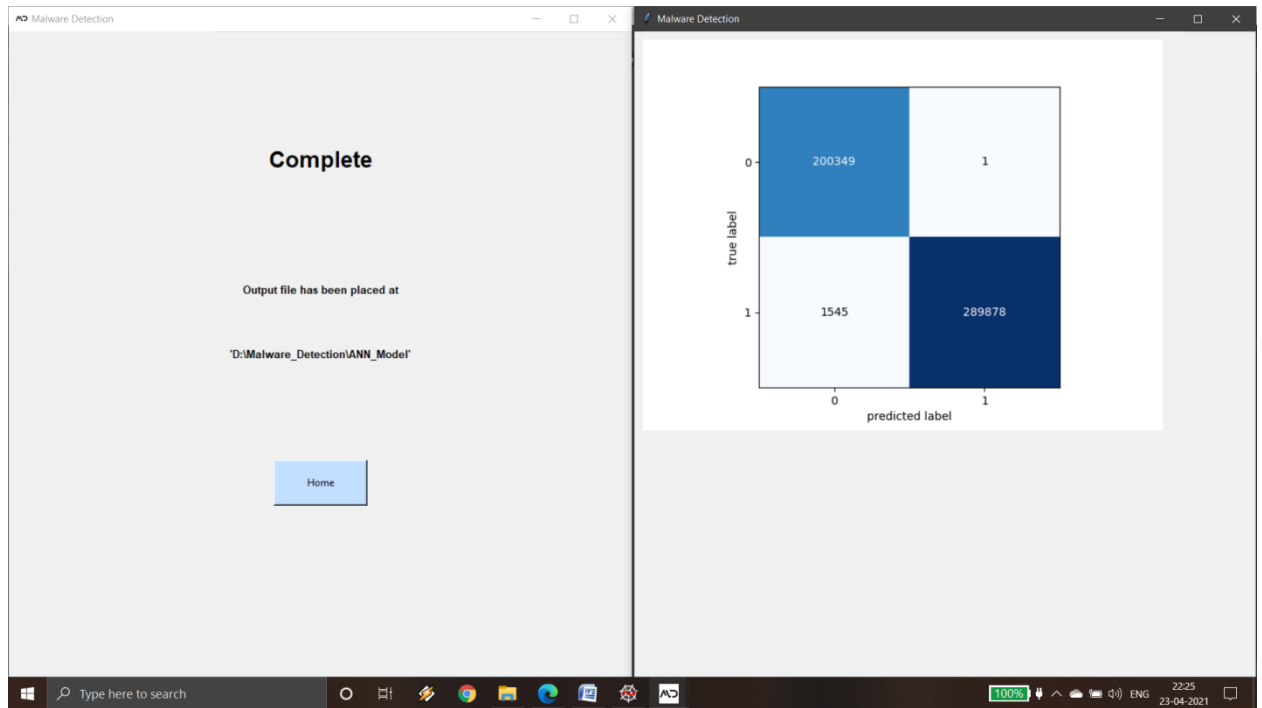 Malware Detection
Complete
Output file has been placed at
'D:\Malware_Detection\ANN_Model'
Home
Malware Detection
0
200349
1
true label
1
1545
289878
0
1
predicted label
Type here to search
100%
ENG
22:25
23-04-2021